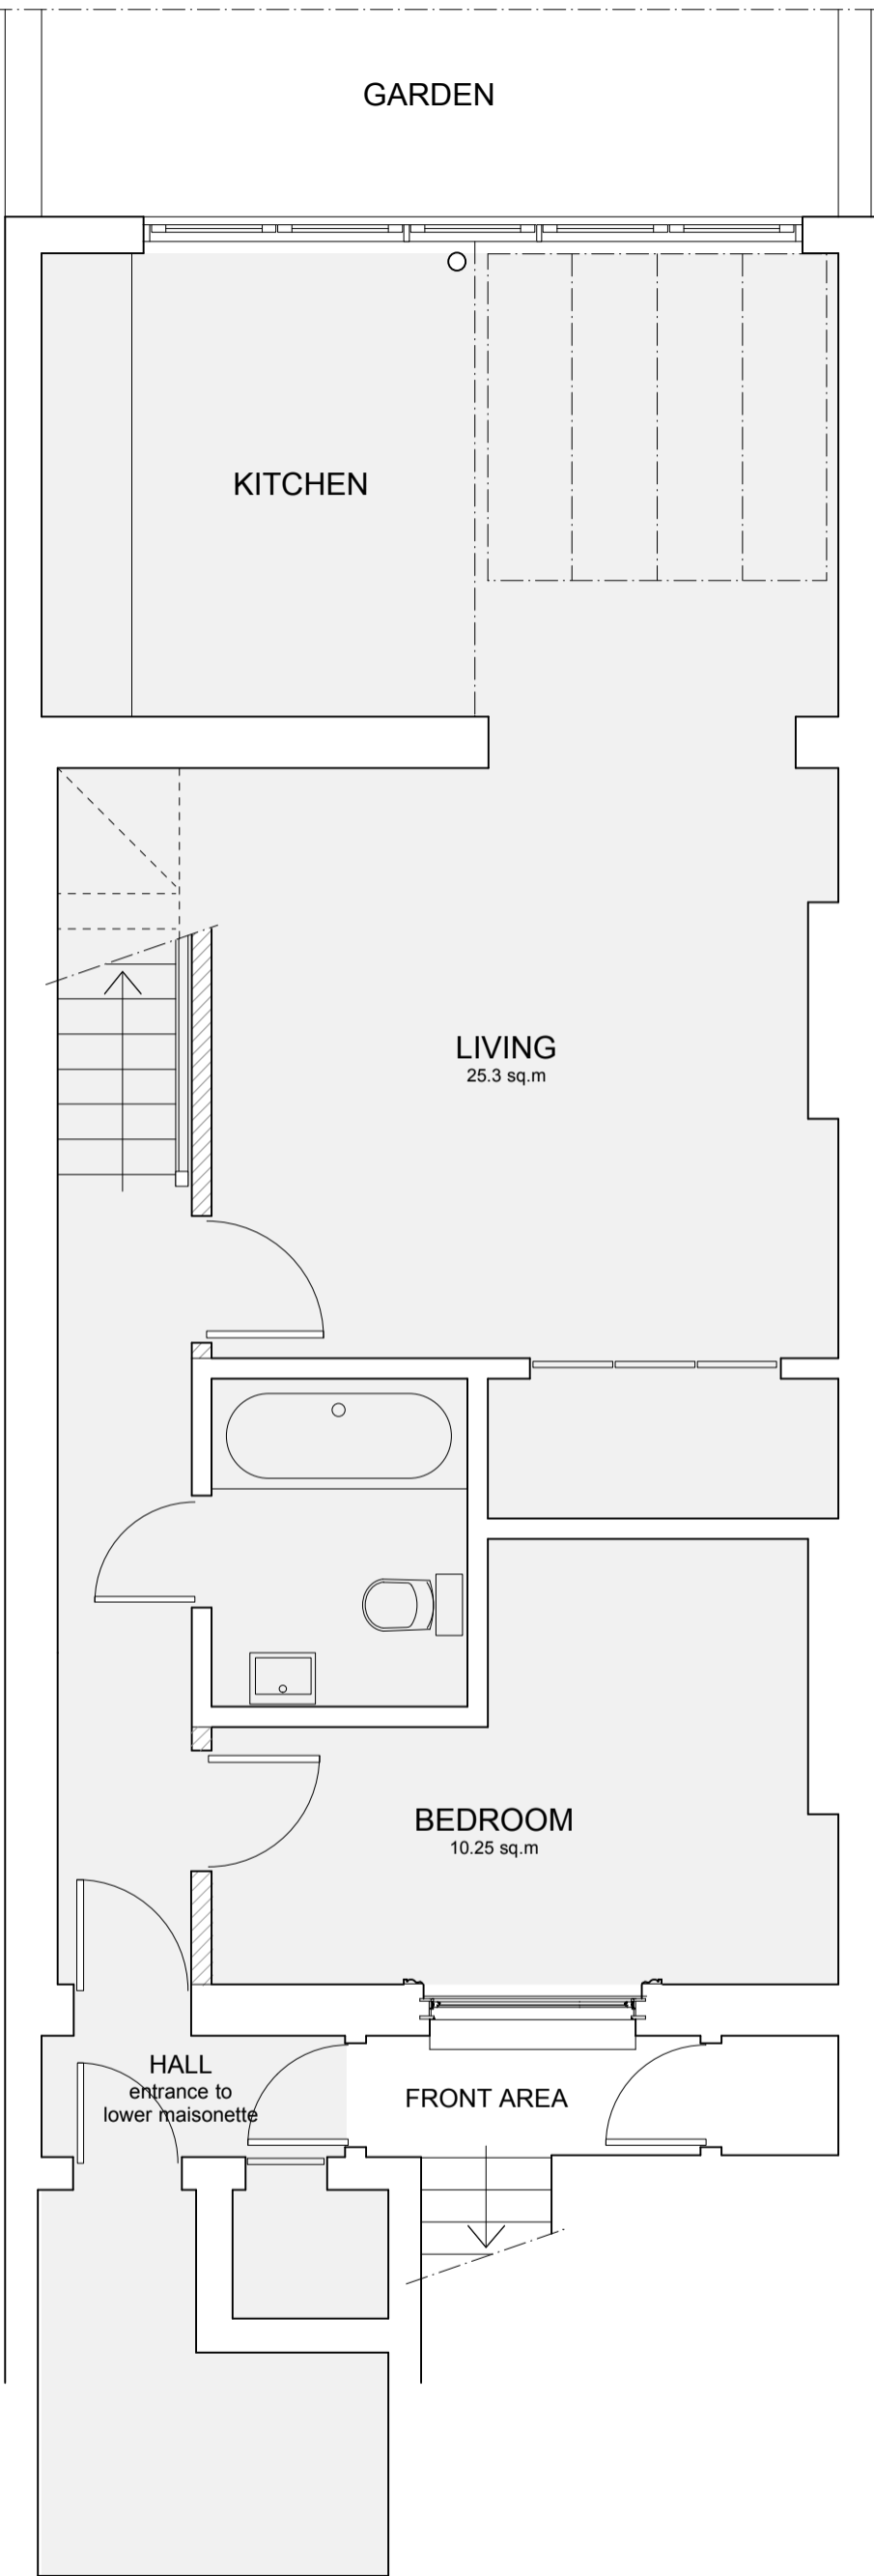 GARDEN
KITCHEN
LIVING
25.3 sq.m
BEDROOM
10.25 sq.m
HALL
entrance to
lower maisonette
FRONT AREA